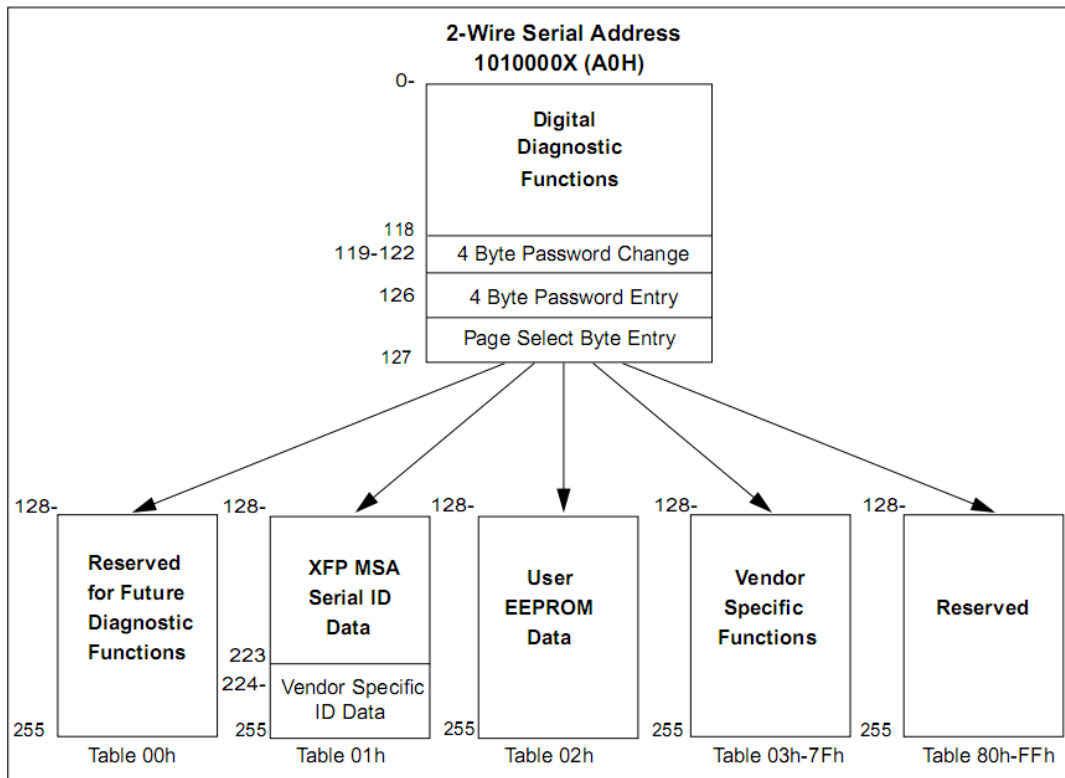 2-Wire Serial Address
1010000X (A0H)
0-
Digital
Diagnostic
Functions
118
119-122
4 Byte Password Change
126
4 Byte Password Entry
Page Select Byte Entry
127
128-
Reserved
for Future
Diagnostic
Functions
255
Table 00h
128-
XFP MSA
Serial ID
Data
223
224-
Vendor Specific
ID Data
255
Table 01h
128-
User
EEPROM
Data
255
Table 02h
128-
Vendor
Specific
Functions
255
Table 03h-7Fh
128-
Reserved
255
Table 80h-FFh